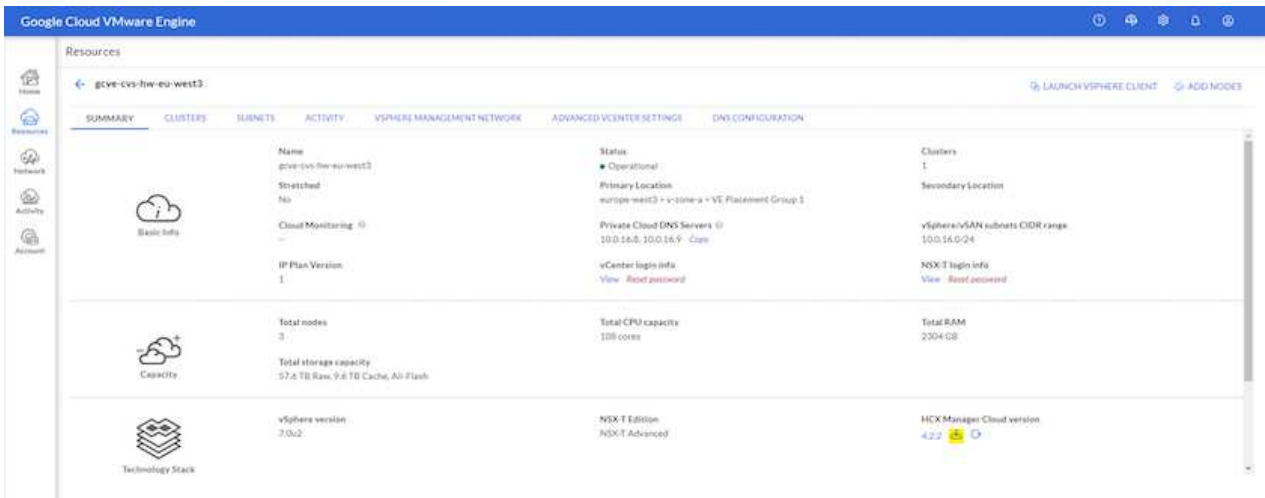 Google Cloud VMware Engine
Resources
gcve-cvs-hw-eu-west3
LAUNCH VSPHERE CLIENT ADD NODES
SUMMARY CLUSTERS SUBNETS ACTIVITY VSPHERE MANAGEMENT NETWORK ADVANCED VCENTER SETTINGS DNS CONFIGURATION
Home
Resources
Network
Activity
Account
Basic Info
Name Status Clusters
gcve-cvs-hw-eu-west3 Operational 1
Stretched Primary Location Secondary Location
No europe-west3 > v-zone-a > VE Placement Group 1
Cloud Monitoring Private Cloud DNS Servers vSphere/vSAN subnets CIDR range
-- 10.0.16.8, 10.0.16.9 Copy 10.0.16.0/24
IP Plan Version vCenter login info NSX-T login info
1 View Reset password View Reset password
Capacity
Total nodes Total CPU capacity Total RAM
3 108 cores 2304 GB
Total storage capacity
57.6 TB Raw, 9.6 TB Cache, All-Flash
Technology Stack
vSphere version NSX-T Edition HCX Manager Cloud version
7.0u2 NSX-T Advanced 4.2.2